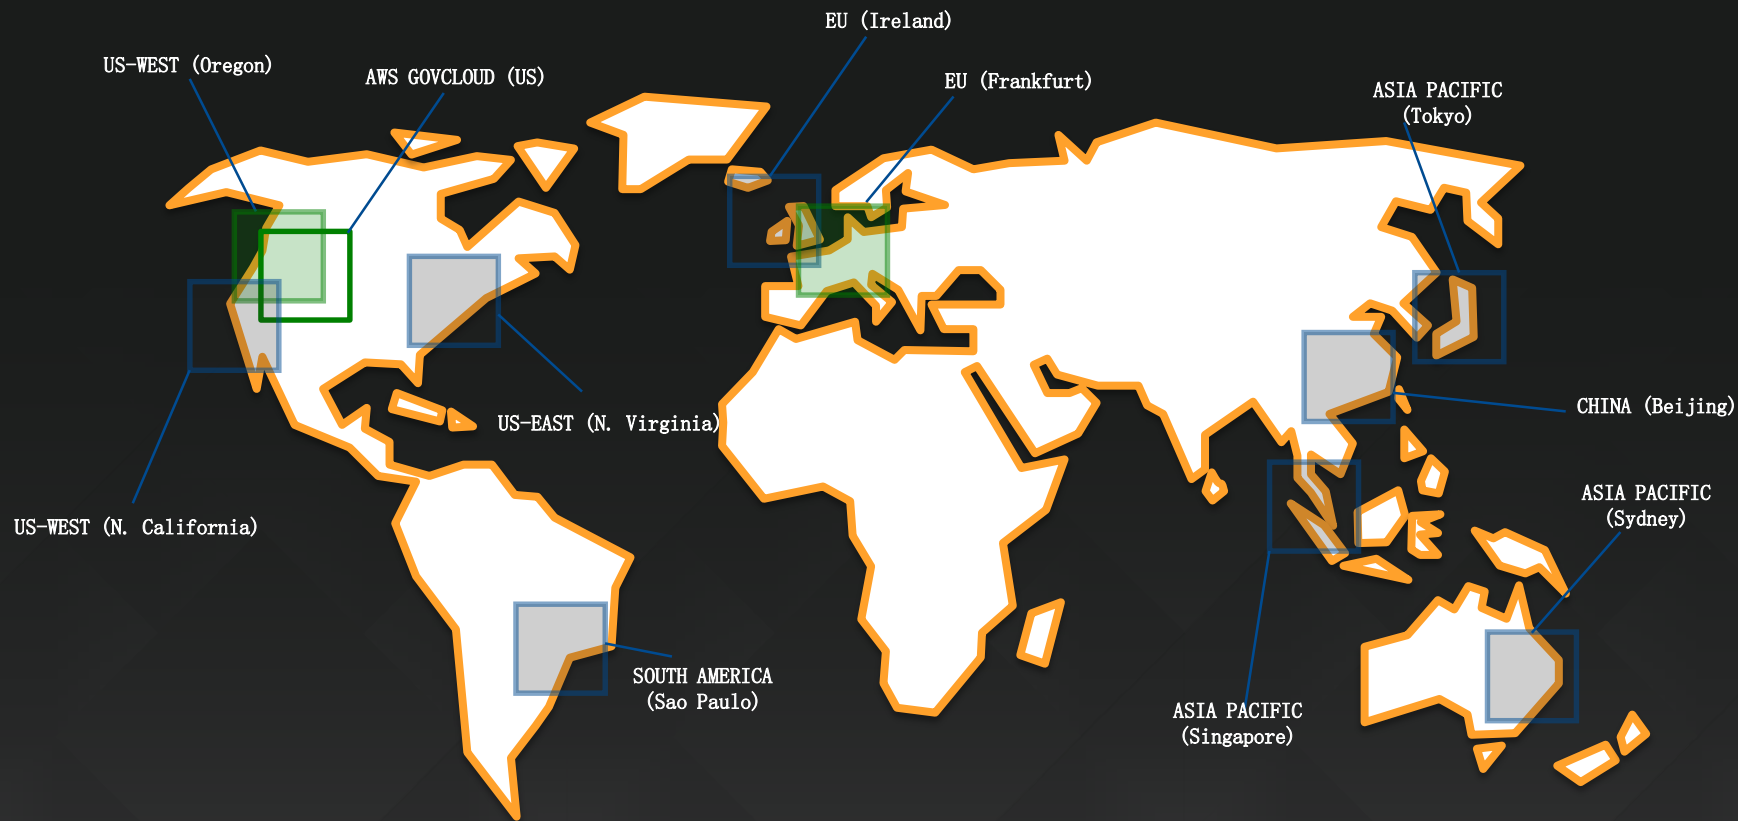 EU (Ireland)
US-WEST (Oregon)
AWS GOVCLOUD (US)
EU (Frankfurt)
ASIA PACIFIC
(Tokyo)
CHINA (Beijing)
US-EAST (N. Virginia)
ASIA PACIFIC
(Sydney)
US-WEST (N. California)
SOUTH AMERICA
(Sao Paulo)
ASIA PACIFIC
(Singapore)